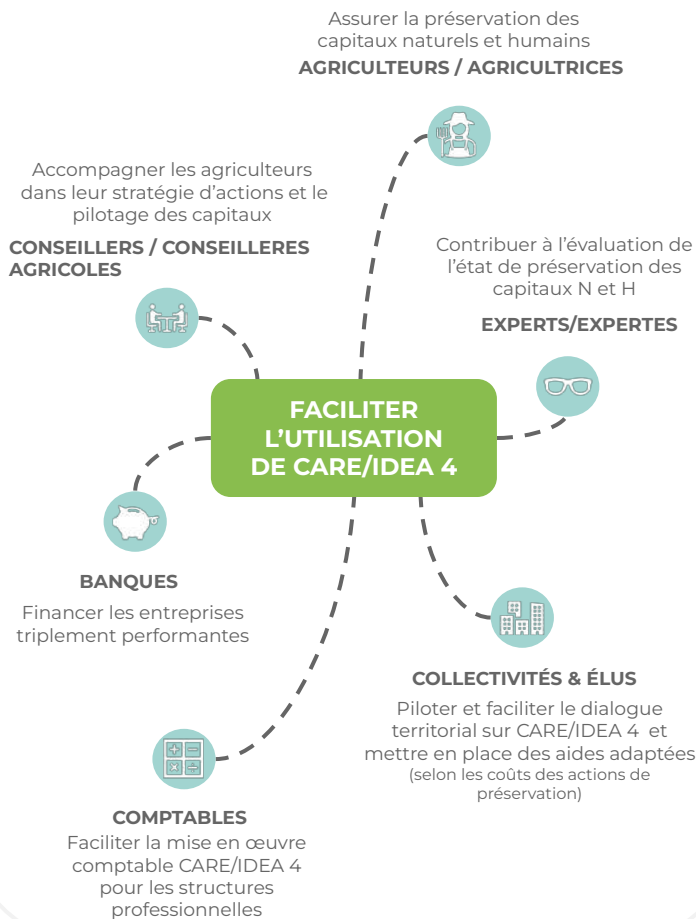 Assurer la préservation des
capitaux naturels et humains
AGRICULTEURS / AGRICULTRICES
Accompagner les agriculteurs
dans leur stratégie d'actions et le
pilotage des capitaux
CONSEILLERS / CONSEILLERES
AGRICOLES
Contribuer à l'évaluation de
l'état de préservation des
capitaux N et H
EXPERTS/EXPERTES
FACILITER
L'UTILISATION
DE CARE/IDEA 4
BANQUES
Financer les entreprises
triplement performantes
COLLECTIVITÉS & ÉLUS
Piloter et faciliter le dialogue
territorial sur CARE/IDEA 4 et
mettre en place des aides adaptées
(selon les coûts des actions de
préservation)
COMPTABLES
Faciliter la mise en œuvre
comptable CARE/IDEA 4
pour les structures
professionnelles